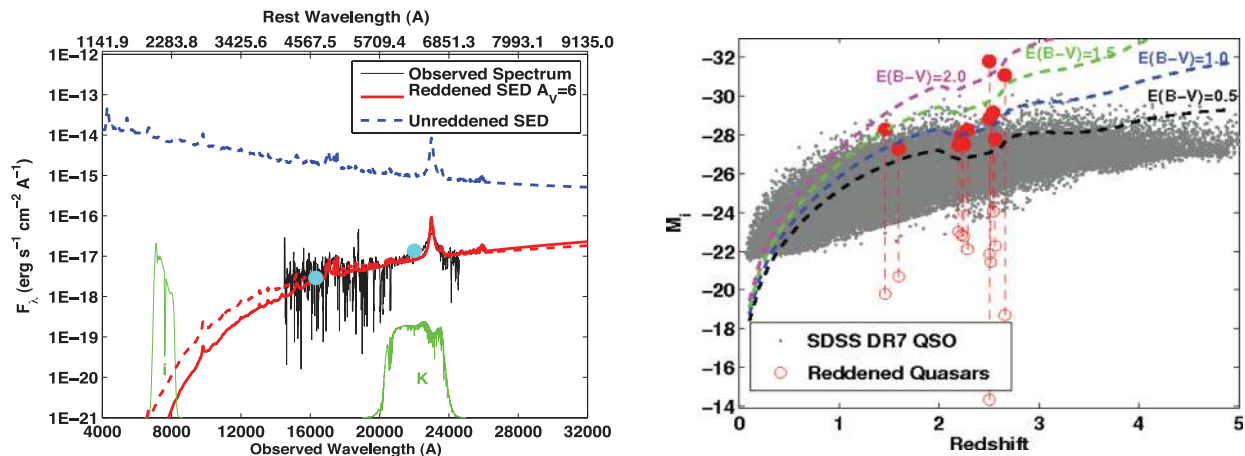 Rest Wavelength (A)
1141.9 2283.8 3425.6 4567.5 5709.4 6851.3 7993.1 9135.0
1E-12
1E-13
1E-14
1E-15
1E-16
1E-17
1E-18
1E-19
1E-20
1E-21
F_λ (erg s⁻¹ cm⁻² A⁻¹)
Observed Spectrum
Reddened SED A_V=6
Unreddened SED
i
K
4000 8000 12000 16000 20000 24000 28000 32000
Observed Wavelength (A)
-32
-30
-28
-26
-24
-22
-20
-18
-16
-14
M_i
E(B-V)=2.0
E(B-V)=1.5
E(B-V)=1.0
E(B-V)=0.5
SDSS DR7 QSO
Reddened Quasars
0 1 2 3 4 5
Redshift